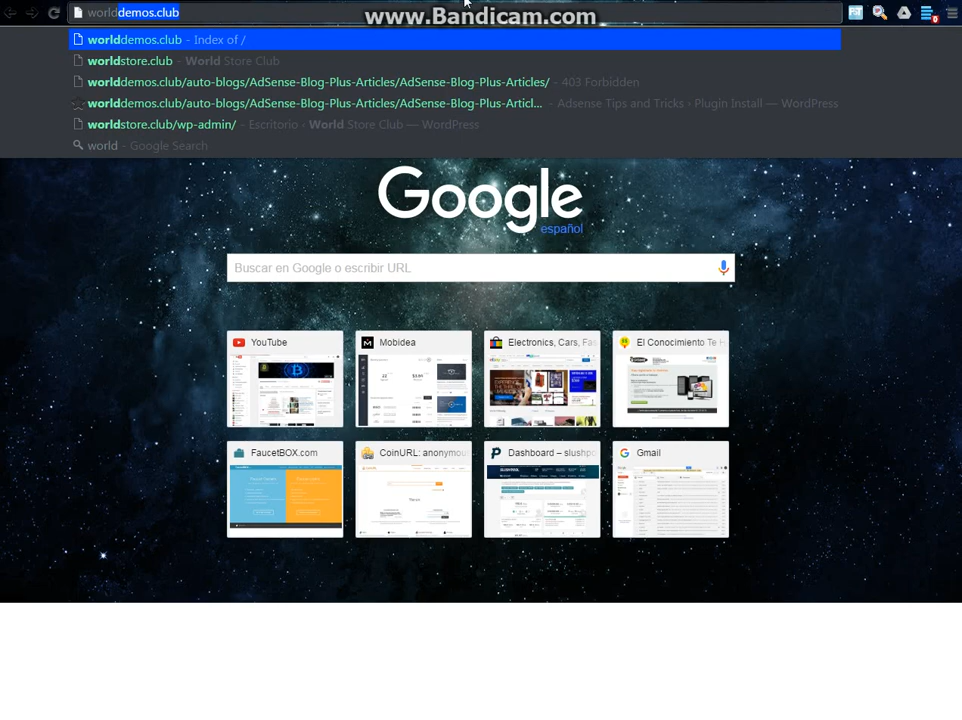 worlddemos.club
www.Bandicam.com
0
worlddemos.club - Index of /
worldstore.club - World Store Club
worlddemos.club/auto-blogs/AdSense-Blog-Plus-Articles/AdSense-Blog-Plus-Articles/ - 403 Forbidden
worlddemos.club/auto-blogs/AdSense-Blog-Plus-Articles/AdSense-Blog-Plus-Articl... - Adsense Tips and Tricks › Plugin Install — WordPress
worldstore.club/wp-admin/ - Escritorio ‹ World Store Club — WordPress
world - Google Search
Google
español
Buscar en Google o escribir URL
YouTube
Mobidea
Electronics, Cars, Fas
El Conocimiento Te H
FaucetBOX.com
CoinURL: anonymou
Dashboard – slushpo
Gmail